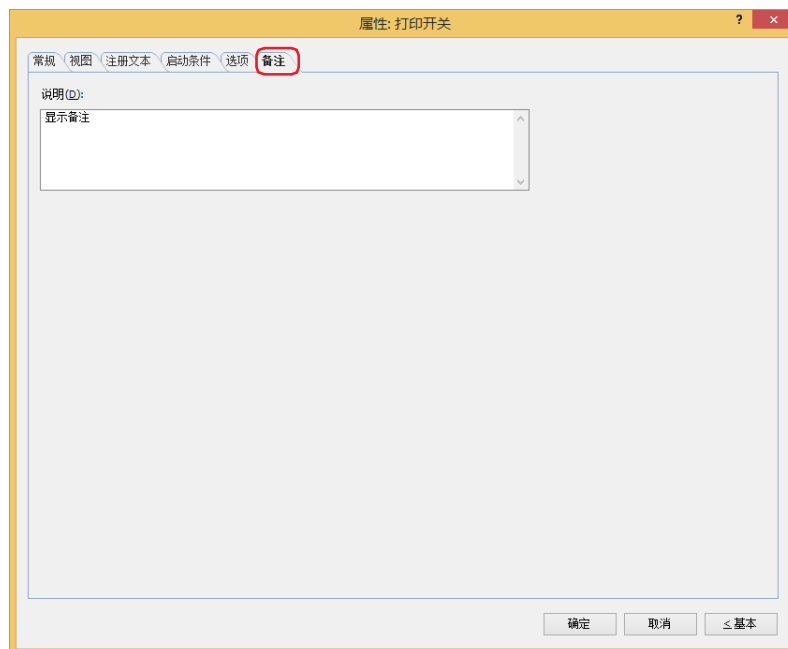 属性: 打印开关
? ×
常规 视图 注册文本 启动条件 选项 备注
说明(D):
显示备注
确定 取消 <基本